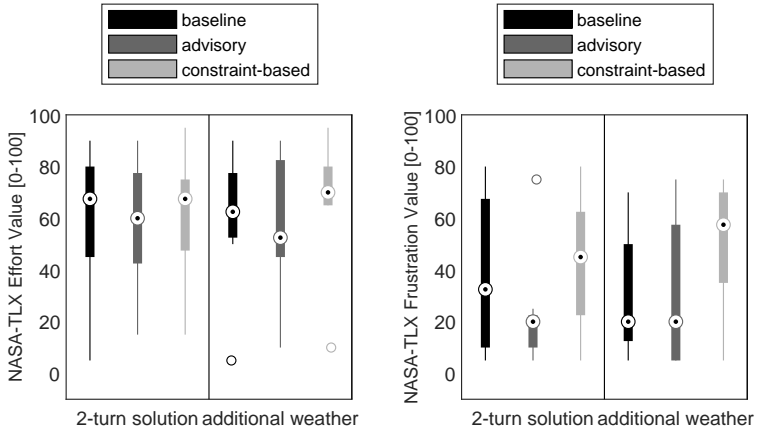 baseline
advisory
constraint-based
NASA-TLX Effort Value [0-100]
100
80
60
40
20
0
2-turn solution additional weather
baseline
advisory
constraint-based
NASA-TLX Frustration Value [0-100]
100
80
60
40
20
0
2-turn solution additional weather